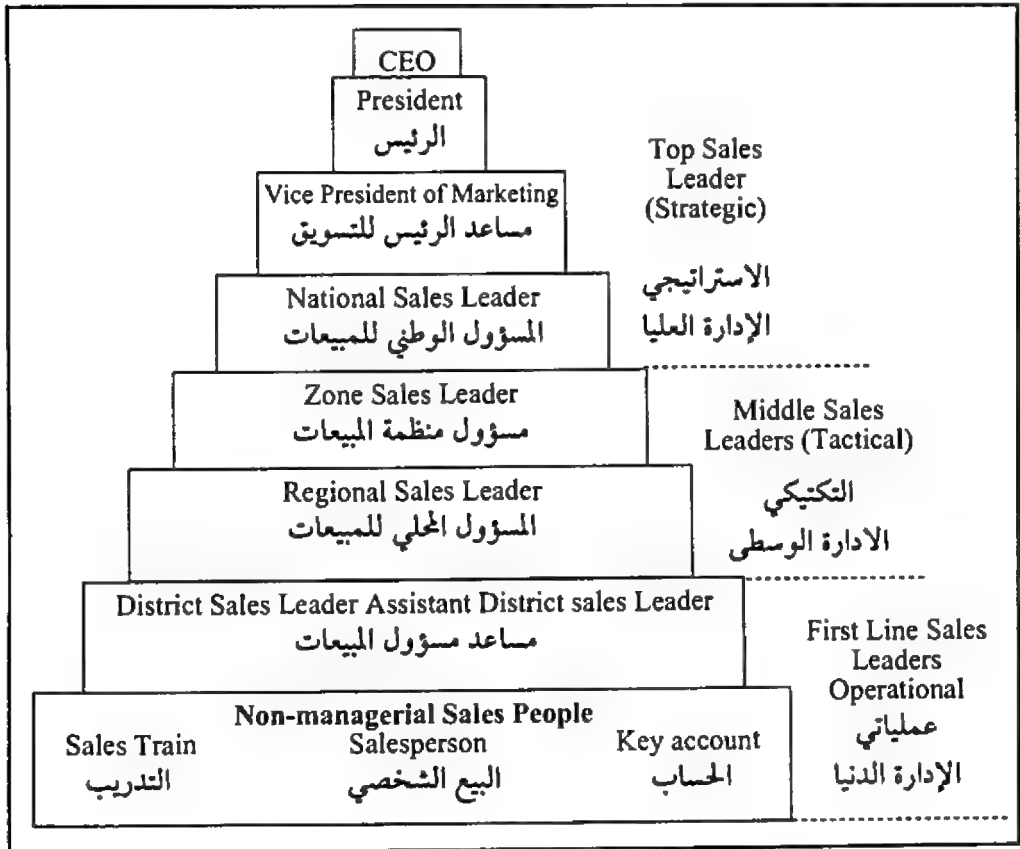 CEO
President
الرئيس
Vice President of Marketing
مساعد الرئيس للتسويق
National Sales Leader
المسؤول الوطني للمبيعات
Top Sales
Leader
(Strategic)
الاستراتيجي
الإدارة العليا
Zone Sales Leader
مسؤول منظمة المبيعات
Regional Sales Leader
المسؤول المحلي للمبيعات
Middle Sales
Leaders (Tactical)
التكتيكي
الادارة الوسطى
District Sales Leader Assistant District sales Leader
مساعد مسؤول المبيعات
Non-managerial Sales People
Sales Train
التدريب
Salesperson
البيع الشخصي
Key account
الحساب
First Line Sales
Leaders
Operational
عملياتي
الإدارة الدنيا